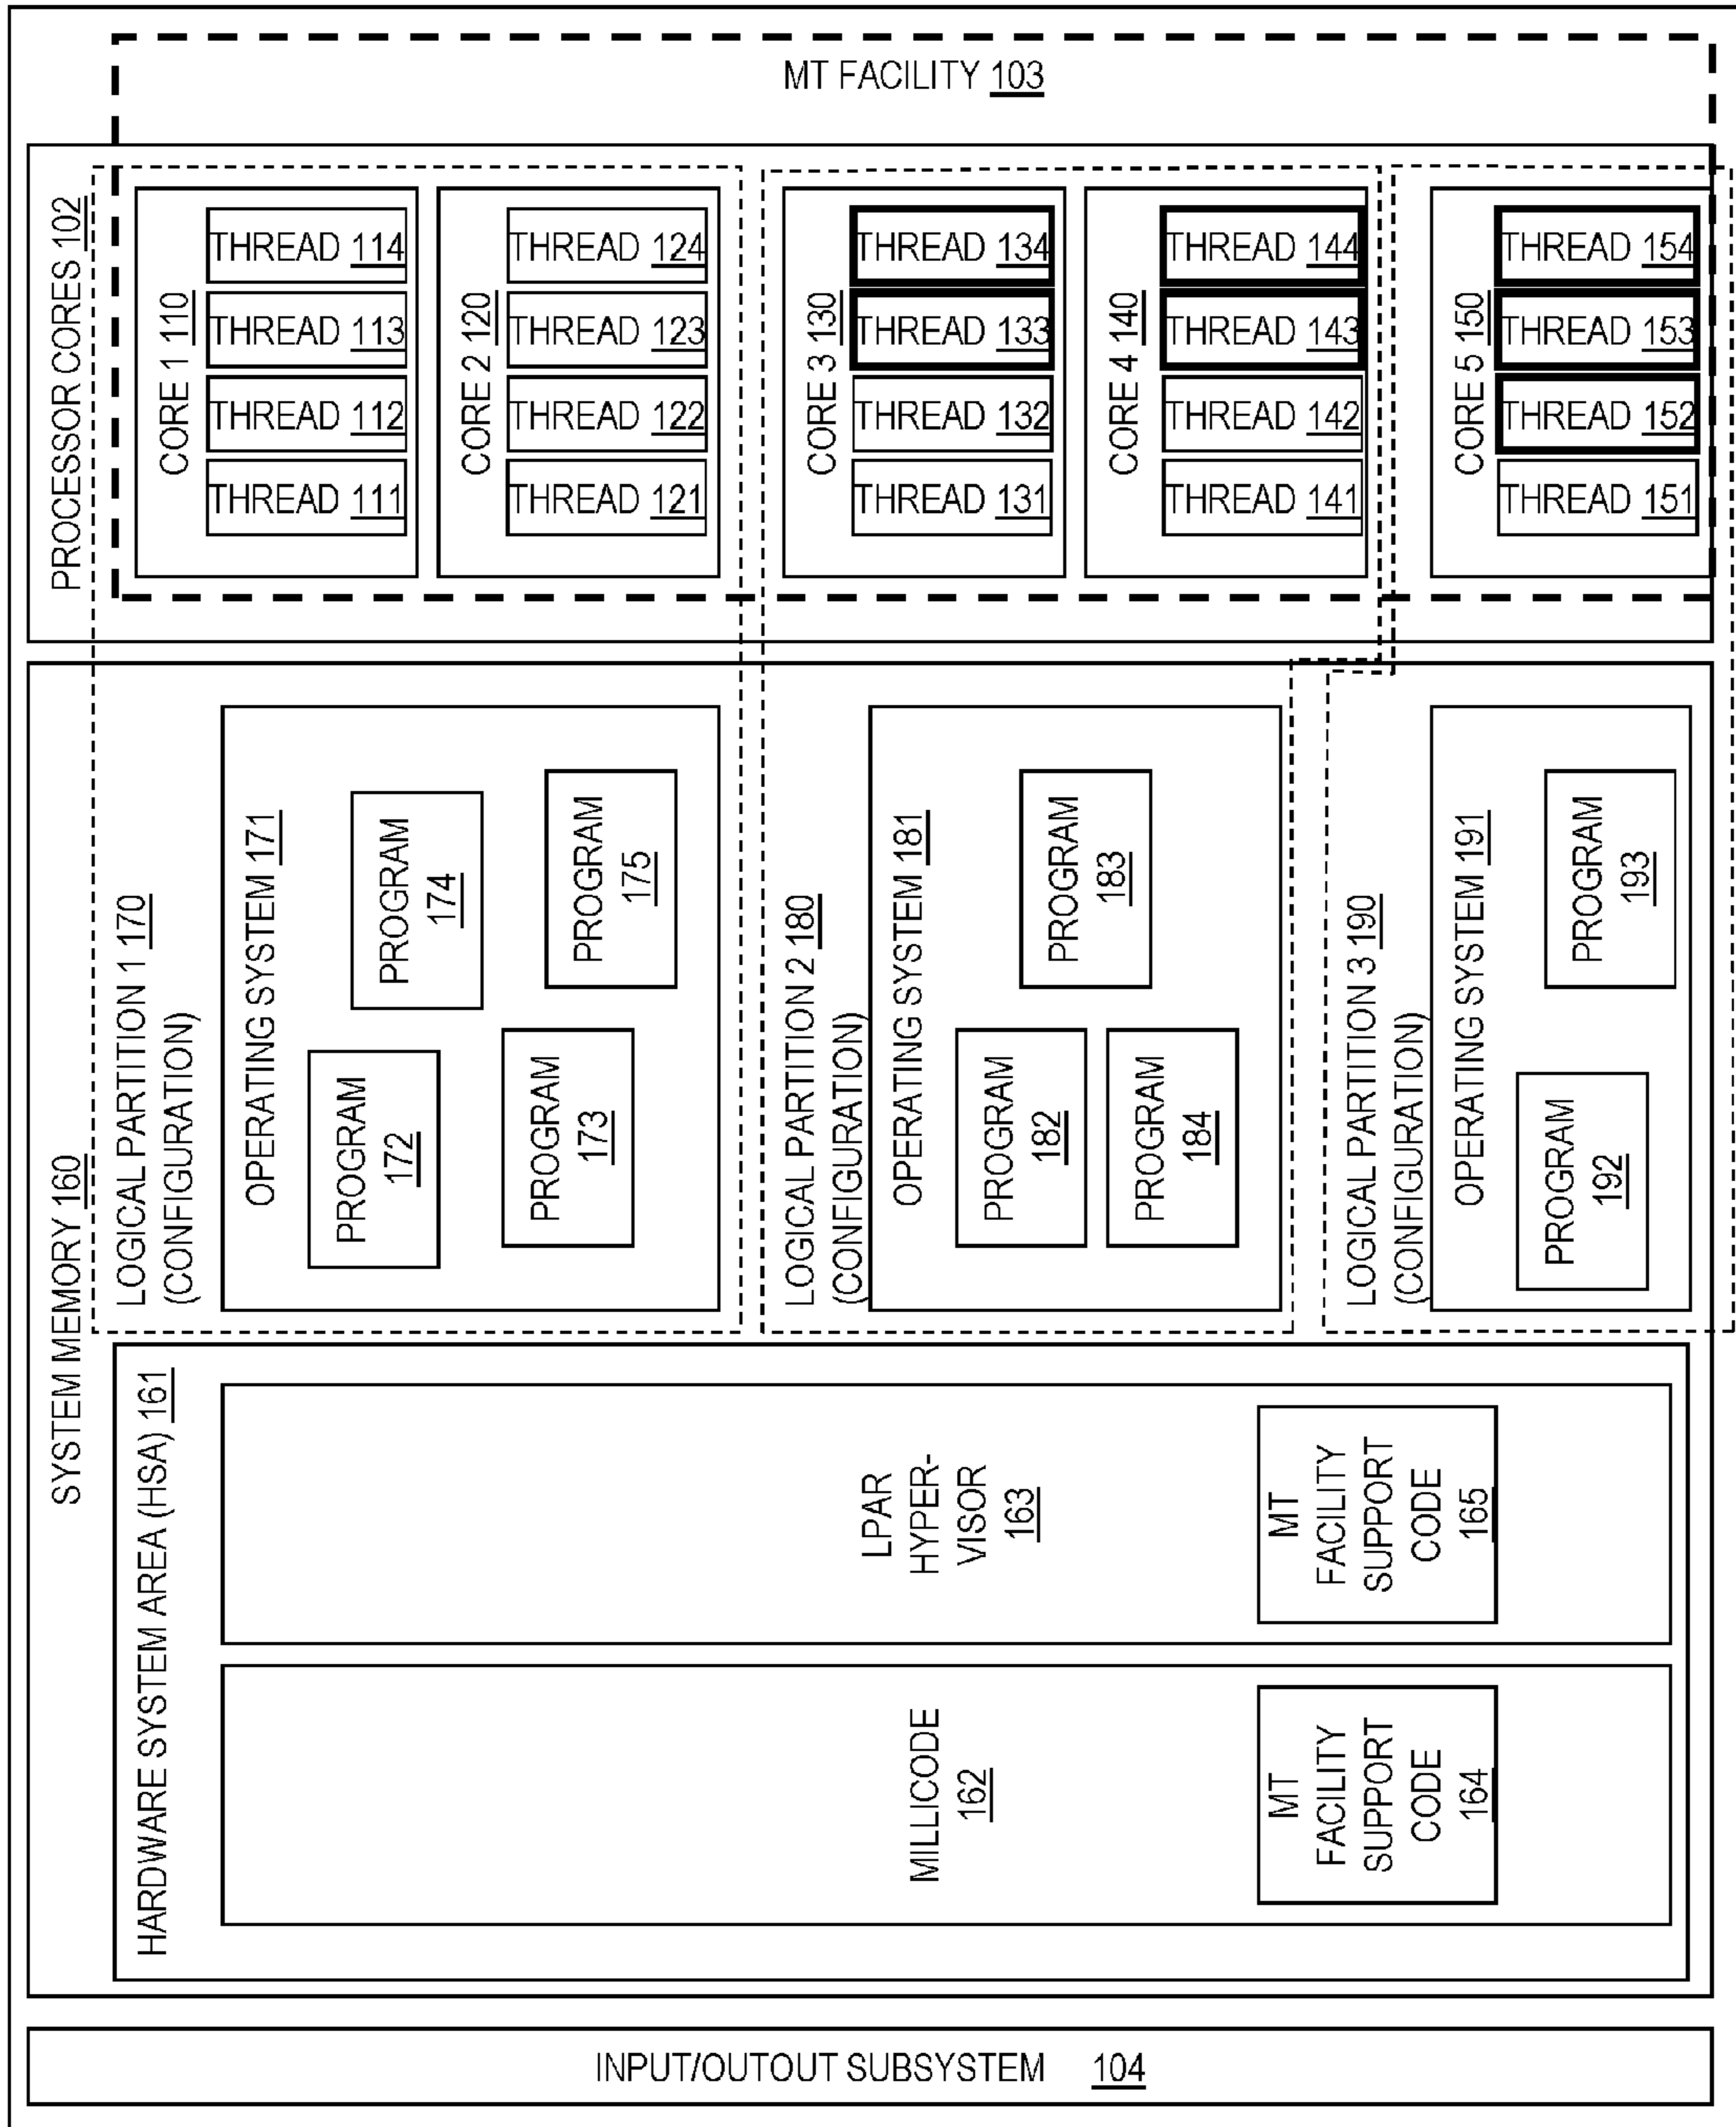 MT FACILITY 103
PROCESSOR CORES 102
CORE 1 110
THREAD 114
THREAD 113
THREAD 112
THREAD 111
CORE 2 120
THREAD 124
THREAD 123
THREAD 122
THREAD 121
CORE 3 130
THREAD 134
THREAD 133
THREAD 132
THREAD 131
CORE 4 140
THREAD 144
THREAD 143
THREAD 142
THREAD 141
CORE 5 150
THREAD 154
THREAD 153
THREAD 152
THREAD 151
SYSTEM MEMORY 160
LOGICAL PARTITION 1 170
(CONFIGURATION)
OPERATING SYSTEM 171
PROGRAM
172
PROGRAM
174
PROGRAM
173
PROGRAM
175
LOGICAL PARTITION 2 180
(CONFIGURATION)
OPERATING SYSTEM 181
PROGRAM
182
PROGRAM
183
PROGRAM
184
LOGICAL PARTITION 3 190
(CONFIGURATION)
OPERATING SYSTEM 191
PROGRAM
192
PROGRAM
193
HARDWARE SYSTEM AREA (HSA) 161
LPAR
HYPER-
VISOR
163
MT
FACILITY
SUPPORT
CODE
165
MILLICODE
162
MT
FACILITY
SUPPORT
CODE
164
INPUT/OUTOUT SUBSYSTEM 104